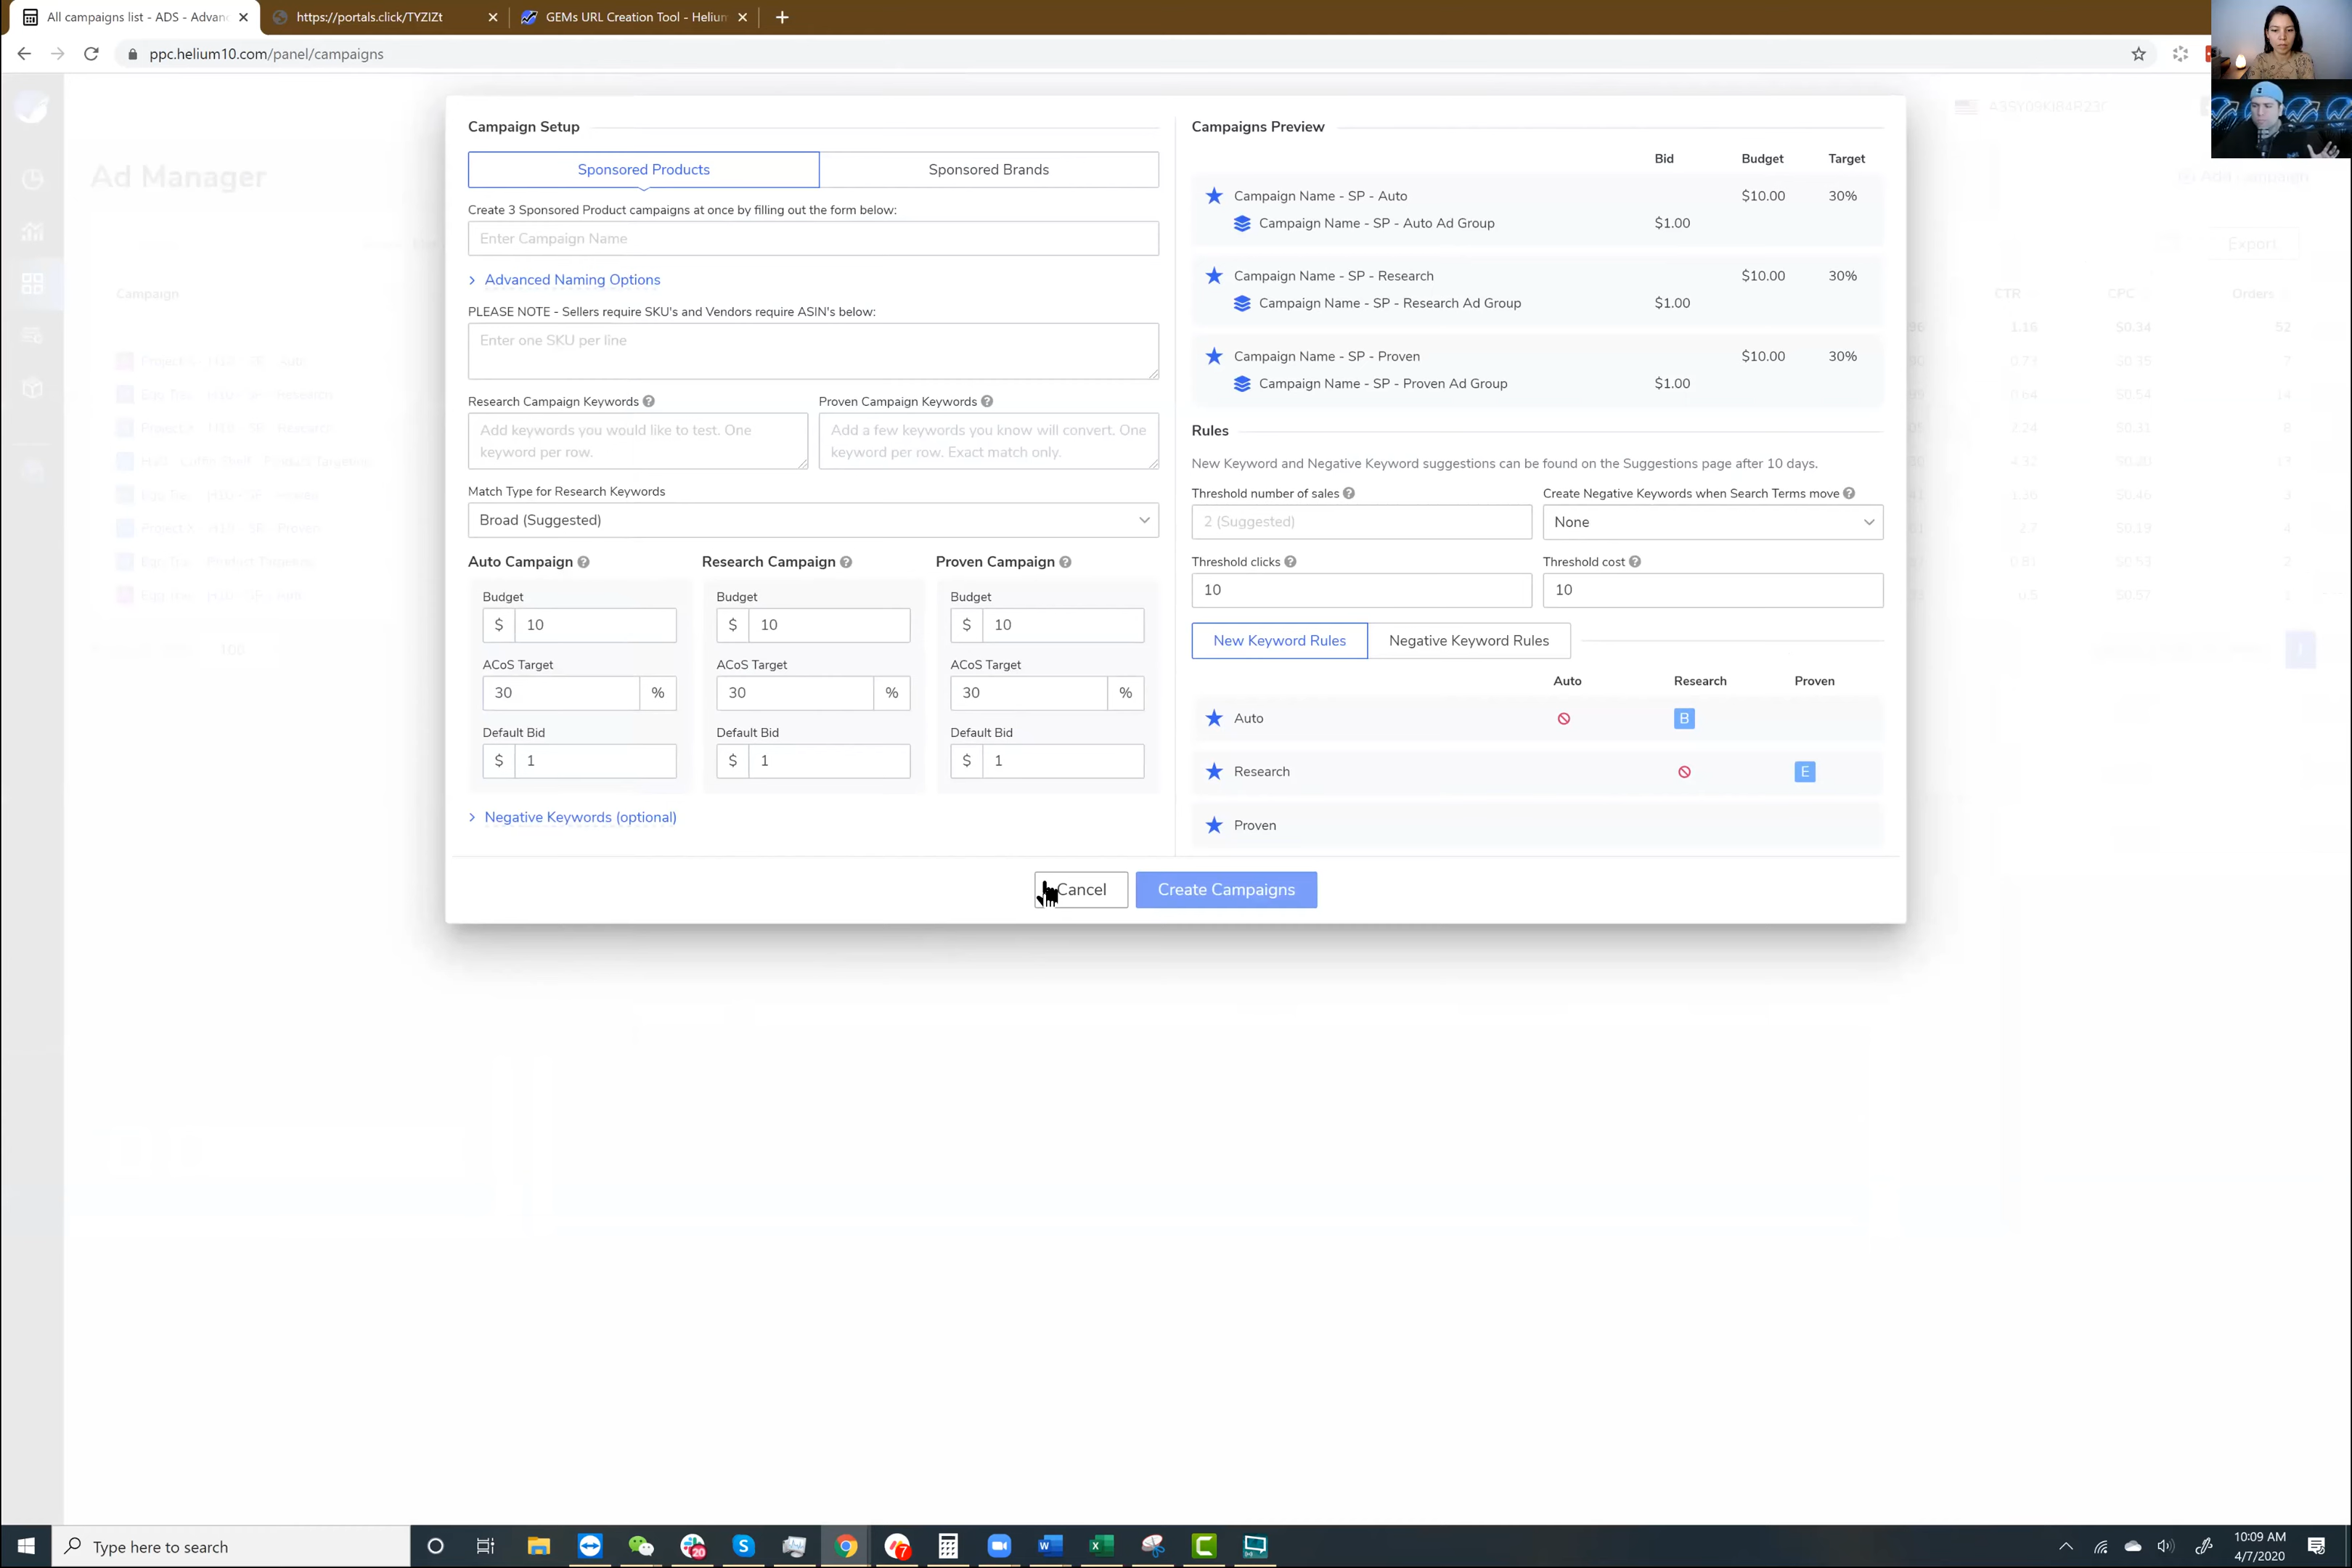 All campaigns list - ADS - Advan
https://portals.click/TYZIZt
GEMs URL Creation Tool - Helium
ppc.helium10.com/panel/campaigns
Ad Manager
Add campaign
Export
Campaign
CTR
CPC
Orders
Campaign Setup
Sponsored Products
Sponsored Brands
Create 3 Sponsored Product campaigns at once by filling out the form below:
Enter Campaign Name
Advanced Naming Options
PLEASE NOTE - Sellers require SKU's and Vendors require ASIN's below:
Enter one SKU per line
Research Campaign Keywords
Proven Campaign Keywords
Add keywords you would like to test. One
keyword per row.
Add a few keywords you know will convert. One
keyword per row. Exact match only.
Match Type for Research Keywords
Broad (Suggested)
Auto Campaign
Research Campaign
Proven Campaign
Budget
Budget
Budget
$ 10
$ 10
$ 10
ACoS Target
ACoS Target
ACoS Target
30 %
30 %
30 %
Default Bid
Default Bid
Default Bid
$ 1
$ 1
$ 1
Negative Keywords (optional)
Campaigns Preview
Bid Budget Target
Campaign Name - SP - Auto $10.00 30%
Campaign Name - SP - Auto Ad Group $1.00
Campaign Name - SP - Research $10.00 30%
Campaign Name - SP - Research Ad Group $1.00
Campaign Name - SP - Proven $10.00 30%
Campaign Name - SP - Proven Ad Group $1.00
Rules
New Keyword and Negative Keyword suggestions can be found on the Suggestions page after 10 days.
Threshold number of sales
Create Negative Keywords when Search Terms move
2 (Suggested)
None
Threshold clicks
Threshold cost
10
10
New Keyword Rules
Negative Keyword Rules
Auto Research Proven
Auto B
Research E
Proven
Cancel
Create Campaigns
Type here to search
20
7
10:09 AM
4/7/2020